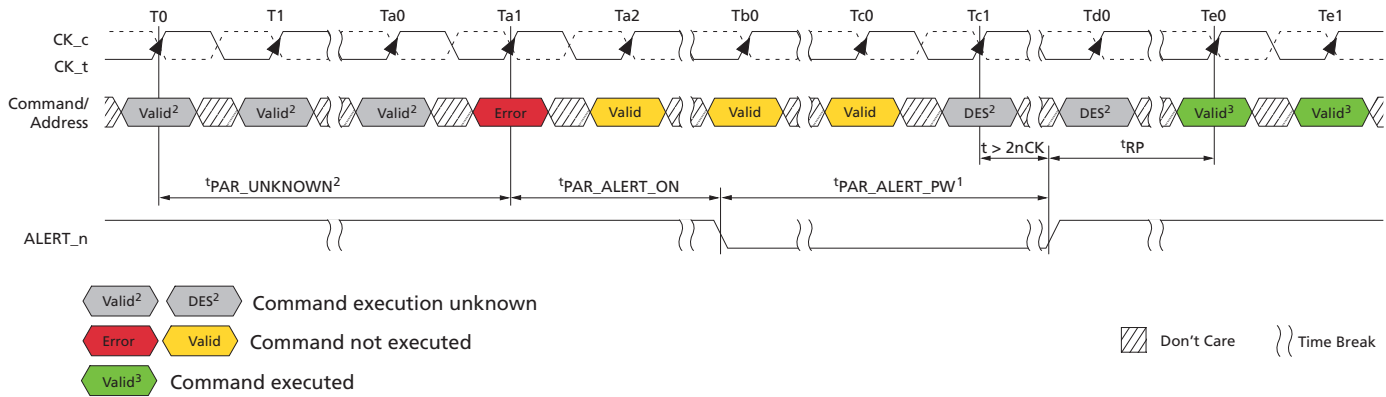 T0 T1 Ta0 Ta1 Ta2 Tb0 Tc0 Tc1 Td0 Te0 Te1
CK_c
CK_t
Command/
Address
Valid² Valid² Valid² Error Valid Valid Valid DES² DES² Valid³ Valid³
t > 2nCK ᵗRP
ᵗPAR_UNKNOWN² ᵗPAR_ALERT_ON ᵗPAR_ALERT_PW¹
ALERT_n
Valid² DES² Command execution unknown
Error Valid Command not executed
Don't Care Time Break
Valid³ Command executed